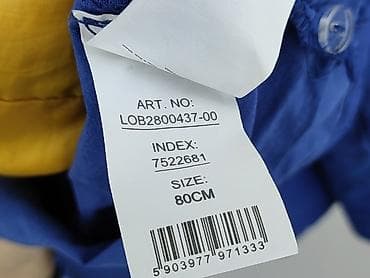 ART. NO:
LOB2800437-00
INDEX:
7522681
SIZE:
80CM
5 903977 971333